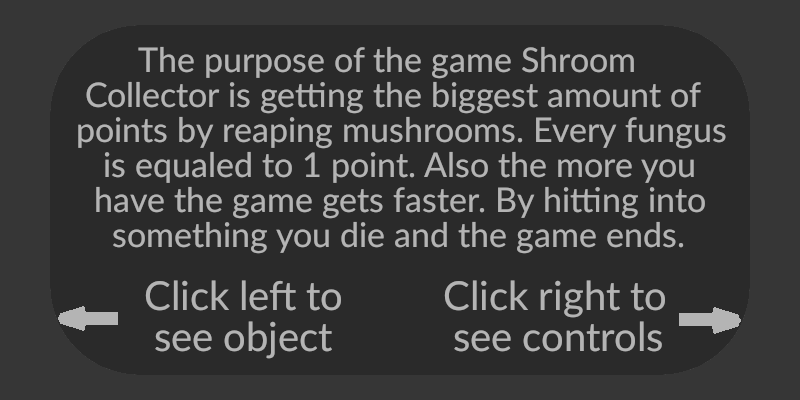 The purpose of the game Shroom
Collector is getting the biggest amount of
points by reaping mushrooms. Every fungus
is equaled to 1 point. Also the more you
have the game gets faster. By hitting into
something you die and the game ends.
Click left to
see object
Click right to
see controls